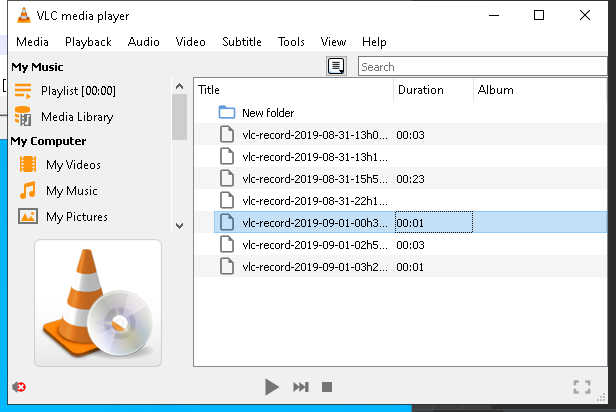 VLC media player
Media Playback Audio Video Subtitle Tools View Help
My Music
Playlist [00:00]
Media Library
My Computer
My Videos
My Music
My Pictures
Search
Title Duration Album
New folder
vlc-record-2019-08-31-13h0... 00:03
vlc-record-2019-08-31-13h1...
vlc-record-2019-08-31-15h5... 00:23
vlc-record-2019-08-31-22h1...
vlc-record-2019-09-01-00h3... 00:01
vlc-record-2019-09-01-02h5... 00:03
vlc-record-2019-09-01-03h2... 00:01